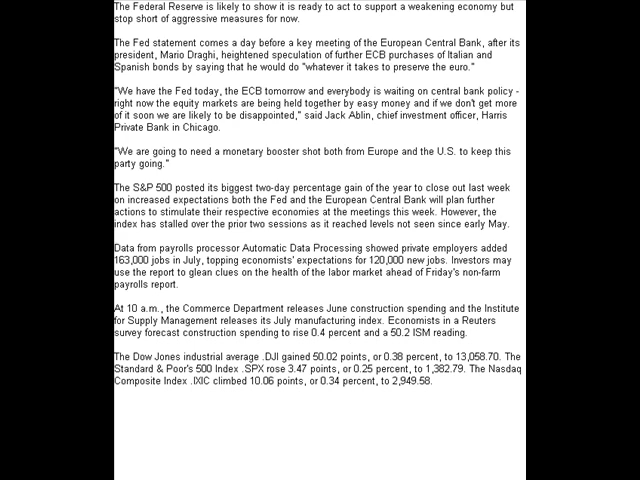 The Federal Reserve is likely to show it is ready to act to support a weakening economy but
stop short of aggressive measures for now.
The Fed statement comes a day before a key meeting of the European Central Bank, after its
president, Mario Draghi, heightened speculation of further ECB purchases of Italian and
Spanish bonds by saying that he would do "whatever it takes to preserve the euro."
"We have the Fed today, the ECB tomorrow and everybody is waiting on central bank policy -
right now the equity markets are being held together by easy money and if we don't get more
of it soon we are likely to be disappointed," said Jack Ablin, chief investment officer, Harris
Private Bank in Chicago.
"We are going to need a monetary booster shot both from Europe and the U.S. to keep this
party going."
The S&P 500 posted its biggest two-day percentage gain of the year to close out last week
on increased expectations both the Fed and the European Central Bank will plan further
actions to stimulate their respective economies at the meetings this week. However, the
index has stalled over the prior two sessions as it reached levels not seen since early May.
Data from payrolls processor Automatic Data Processing showed private employers added
163,000 jobs in July, topping economists' expectations for 120,000 new jobs. Investors may
use the report to glean clues on the health of the labor market ahead of Friday's non-farm
payrolls report.
At 10 a.m., the Commerce Department releases June construction spending and the Institute
for Supply Management releases its July manufacturing index. Economists in a Reuters
survey forecast construction spending to rise 0.4 percent and a 50.2 ISM reading.
The Dow Jones industrial average .DJI gained 50.02 points, or 0.38 percent, to 13,058.70. The
Standard & Poor's 500 Index .SPX rose 3.47 points, or 0.25 percent, to 1,382.79. The Nasdaq
Composite Index .IXIC climbed 10.06 points, or 0.34 percent, to 2,949.58.